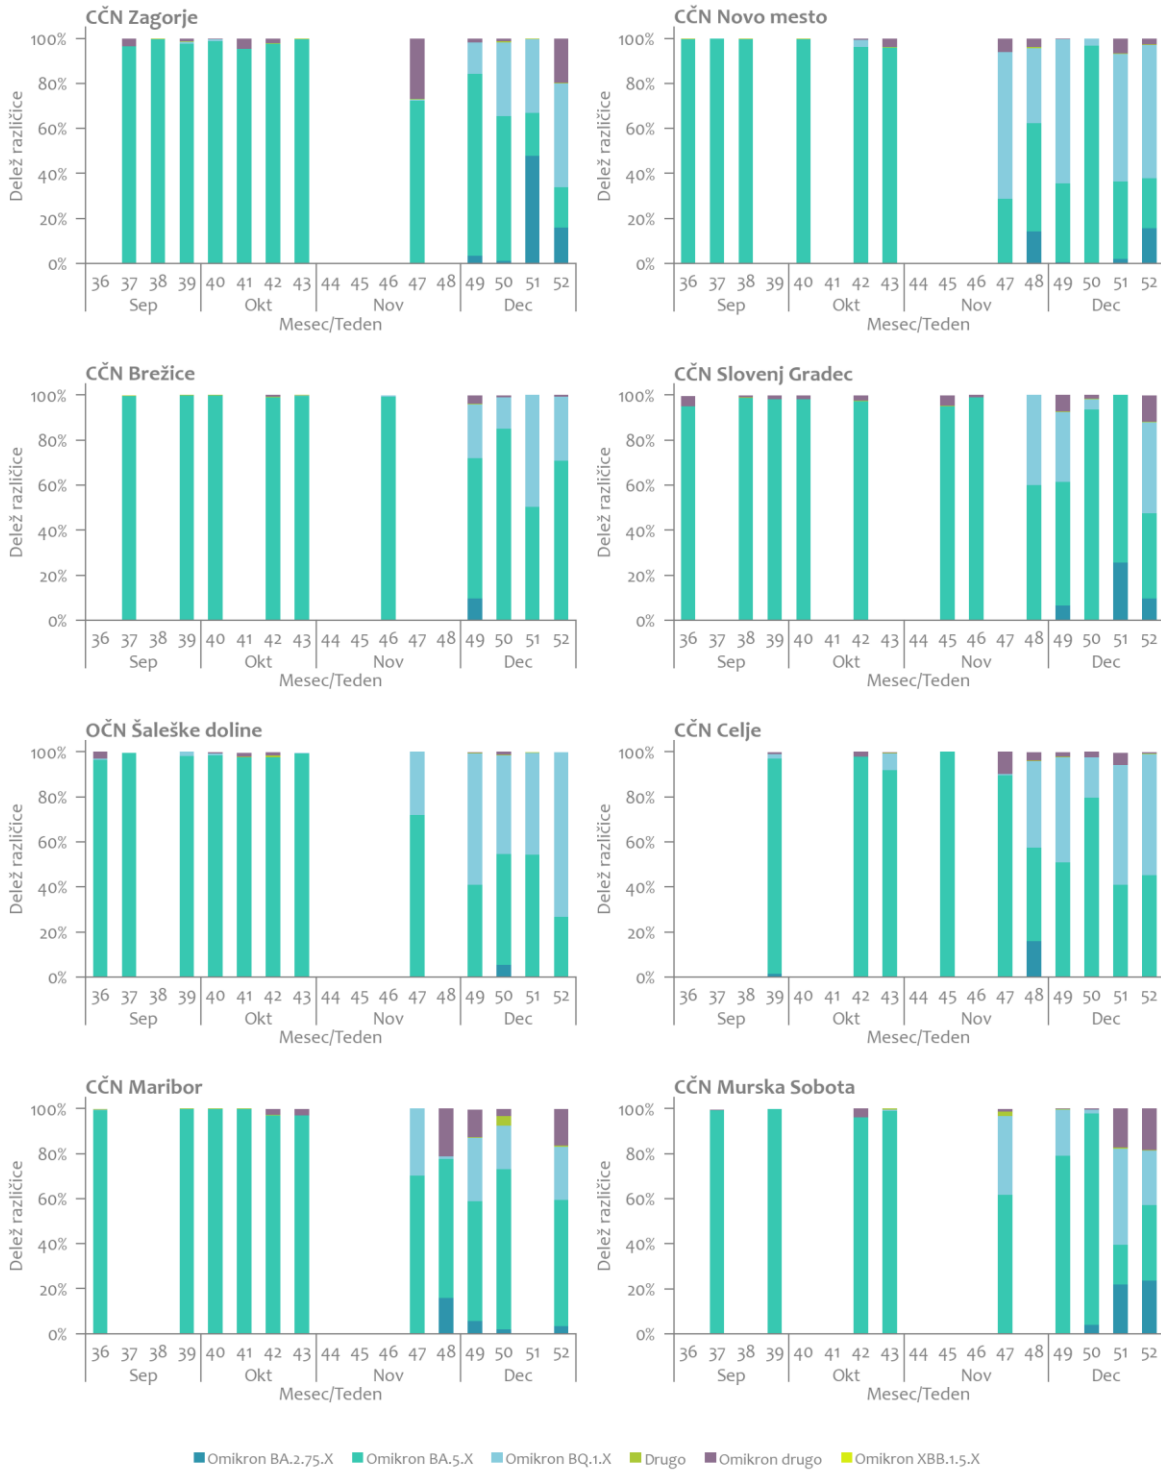 CČN Zagorje
100%
80%
60%
40%
20%
0%
Delež različice
36 37 38 39 40 41 42 43 44 45 46 47 48 49 50 51 52
Sep Okt Nov Dec
Mesec/Teden
CČN Novo mesto
100%
80%
60%
40%
20%
0%
Delež različice
36 37 38 39 40 41 42 43 44 45 46 47 48 49 50 51 52
Sep Okt Nov Dec
Mesec/Teden
CČN Brežice
100%
80%
60%
40%
20%
0%
Delež različice
36 37 38 39 40 41 42 43 44 45 46 47 48 49 50 51 52
Sep Okt Nov Dec
Mesec/Teden
CČN Slovenj Gradec
100%
80%
60%
40%
20%
0%
Delež različice
36 37 38 39 40 41 42 43 44 45 46 47 48 49 50 51 52
Sep Okt Nov Dec
Mesec/Teden
OČN Šaleške doline
100%
80%
60%
40%
20%
0%
Delež različice
36 37 38 39 40 41 42 43 44 45 46 47 48 49 50 51 52
Sep Okt Nov Dec
Mesec/Teden
CČN Celje
100%
80%
60%
40%
20%
0%
Delež različice
36 37 38 39 40 41 42 43 44 45 46 47 48 49 50 51 52
Sep Okt Nov Dec
Mesec/Teden
CČN Maribor
100%
80%
60%
40%
20%
0%
Delež različice
36 37 38 39 40 41 42 43 44 45 46 47 48 49 50 51 52
Sep Okt Nov Dec
Mesec/Teden
CČN Murska Sobota
100%
80%
60%
40%
20%
0%
Delež različice
36 37 38 39 40 41 42 43 44 45 46 47 48 49 50 51 52
Sep Okt Nov Dec
Mesec/Teden
Omikron BA.2.75.X Omikron BA.5.X Omikron BQ.1.X Drugo Omikron drugo Omikron XBB.1.5.X